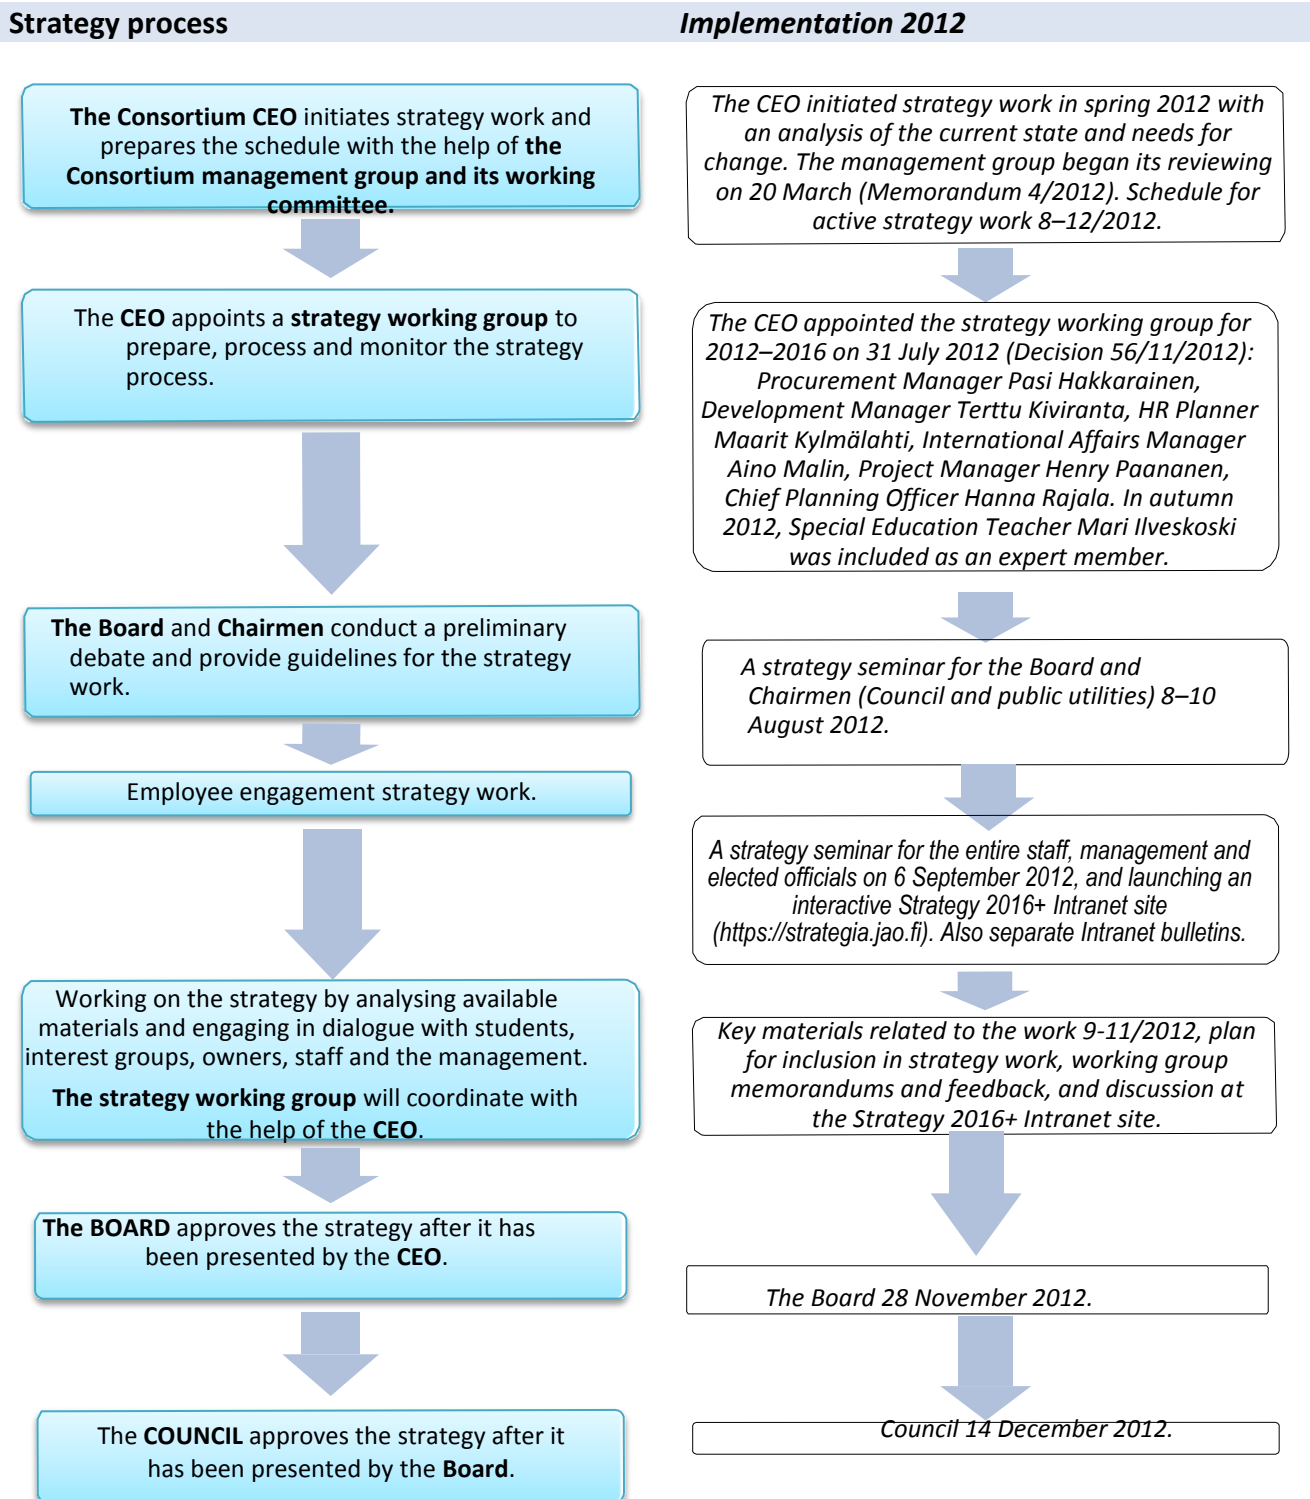 Strategy process
Implementation 2012
The Consortium CEO initiates strategy work and
prepares the schedule with the help of the
Consortium management group and its working
committee.
The CEO initiated strategy work in spring 2012 with
an analysis of the current state and needs for
change. The management group began its reviewing
on 20 March (Memorandum 4/2012). Schedule for
active strategy work 8–12/2012.
The CEO appoints a strategy working group to
prepare, process and monitor the strategy
process.
The CEO appointed the strategy working group for
2012–2016 on 31 July 2012 (Decision 56/11/2012):
Procurement Manager Pasi Hakkarainen,
Development Manager Terttu Kiviranta, HR Planner
Maarit Kylmälahti, International Affairs Manager
Aino Malin, Project Manager Henry Paananen,
Chief Planning Officer Hanna Rajala. In autumn
2012, Special Education Teacher Mari Ilveskoski
was included as an expert member.
The Board and Chairmen conduct a preliminary
debate and provide guidelines for the strategy
work.
A strategy seminar for the Board and
Chairmen (Council and public utilities) 8–10
August 2012.
Employee engagement strategy work.
A strategy seminar for the entire staff, management and
elected officials on 6 September 2012, and launching an
interactive Strategy 2016+ Intranet site
(https://strategia.jao.fi). Also separate Intranet bulletins.
Working on the strategy by analysing available
materials and engaging in dialogue with students,
interest groups, owners, staff and the management.
The strategy working group will coordinate with
the help of the CEO.
Key materials related to the work 9-11/2012, plan
for inclusion in strategy work, working group
memorandums and feedback, and discussion at
the Strategy 2016+ Intranet site.
The BOARD approves the strategy after it has
been presented by the CEO.
The Board 28 November 2012.
The COUNCIL approves the strategy after it
has been presented by the Board.
Council 14 December 2012.